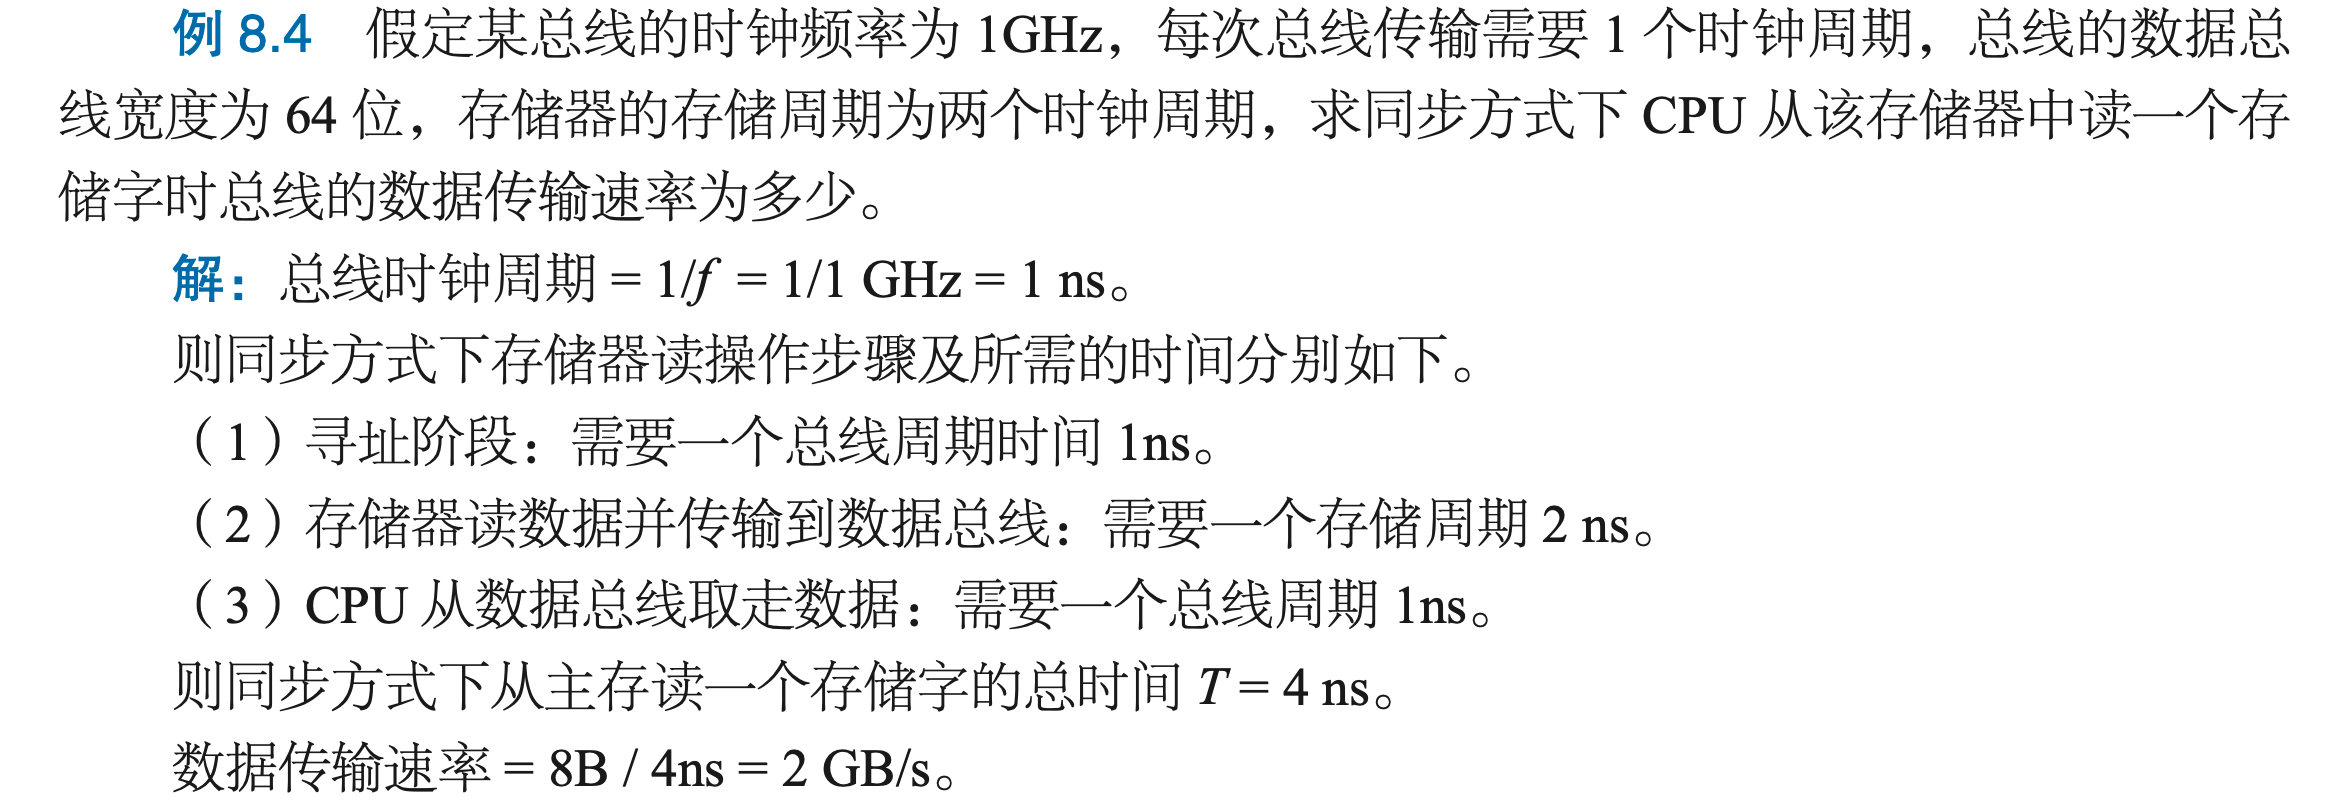 例 8.4 假定某总线的时钟频率为 1GHz，每次总线传输需要 1 个时钟周期，总线的数据总
线宽度为 64 位，存储器的存储周期为两个时钟周期，求同步方式下 CPU 从该存储器中读一个存
储字时总线的数据传输速率为多少。
解：总线时钟周期 = 1/f = 1/1 GHz = 1 ns。
则同步方式下存储器读操作步骤及所需的时间分别如下。
（1）寻址阶段：需要一个总线周期时间 1ns。
（2）存储器读数据并传输到数据总线：需要一个存储周期 2 ns。
（3）CPU 从数据总线取走数据：需要一个总线周期 1ns。
则同步方式下从主存读一个存储字的总时间 T = 4 ns。
数据传输速率 = 8B / 4ns = 2 GB/s。